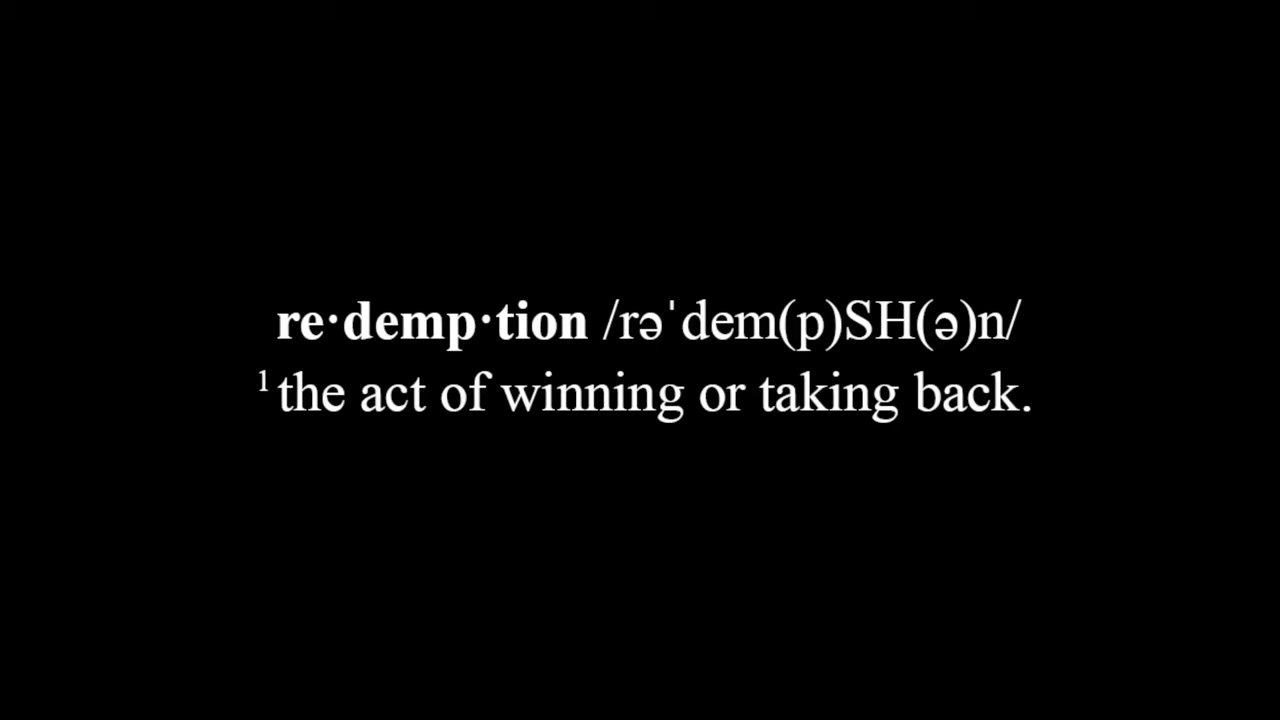 re·demp·tion /rəˈdem(p)SH(ə)n/
¹ the act of winning or taking back.